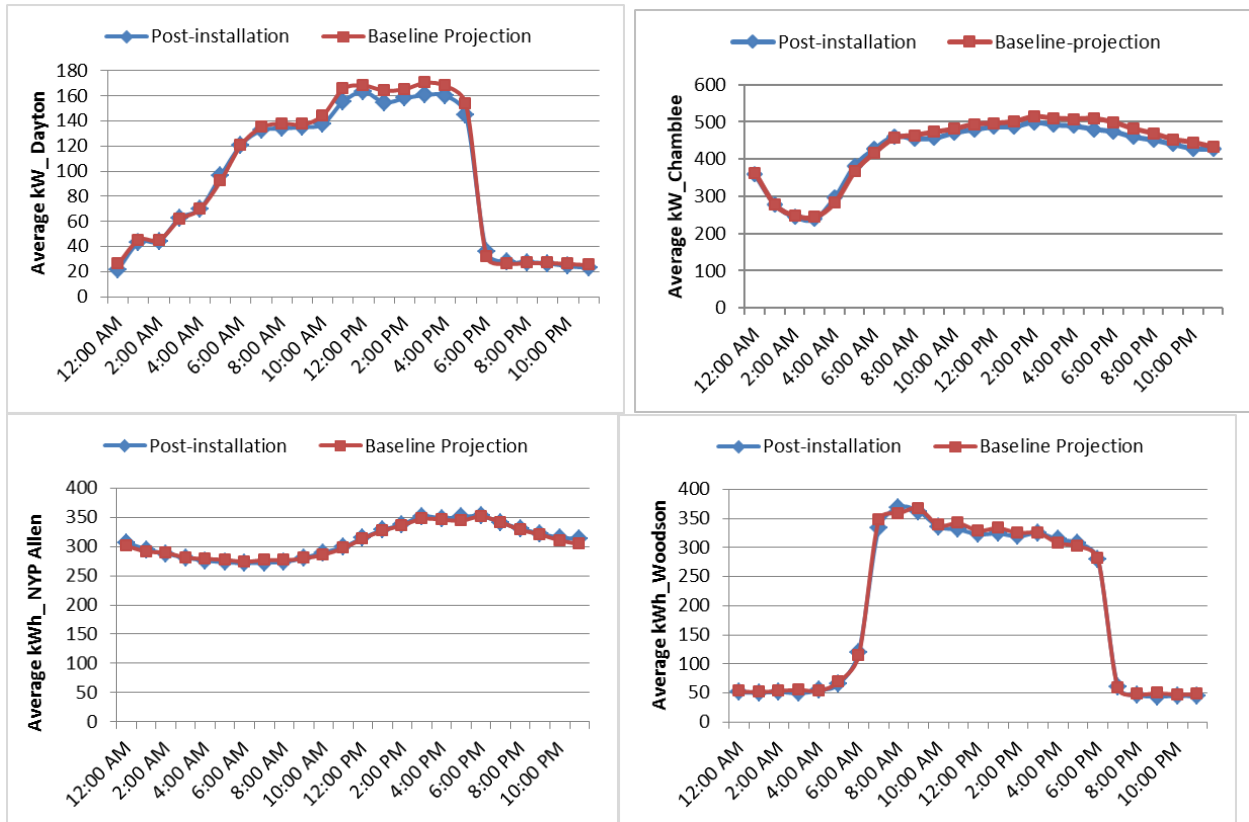 Post-installation Baseline Projection
180
160
140
120
100
80
60
40
20
0
Average kW_ Dayton
12:00 AM
2:00 AM
4:00 AM
6:00 AM
8:00 AM
10:00 AM
12:00 PM
2:00 PM
4:00 PM
6:00 PM
8:00 PM
10:00 PM
Post-installation Baseline-projection
600
500
400
300
200
100
0
Average kW_Chamblee
12:00 AM
2:00 AM
4:00 AM
6:00 AM
8:00 AM
10:00 AM
12:00 PM
2:00 PM
4:00 PM
6:00 PM
8:00 PM
10:00 PM
Post-installation Baseline Projection
400
350
300
250
200
150
100
50
0
Average kWh_ NYP Allen
12:00 AM
2:00 AM
4:00 AM
6:00 AM
8:00 AM
10:00 AM
12:00 PM
2:00 PM
4:00 PM
6:00 PM
8:00 PM
10:00 PM
Post-installation Baseline Projection
400
350
300
250
200
150
100
50
0
Average kWh_Woodson
12:00 AM
2:00 AM
4:00 AM
6:00 AM
8:00 AM
10:00 AM
12:00 PM
2:00 PM
4:00 PM
6:00 PM
8:00 PM
10:00 PM